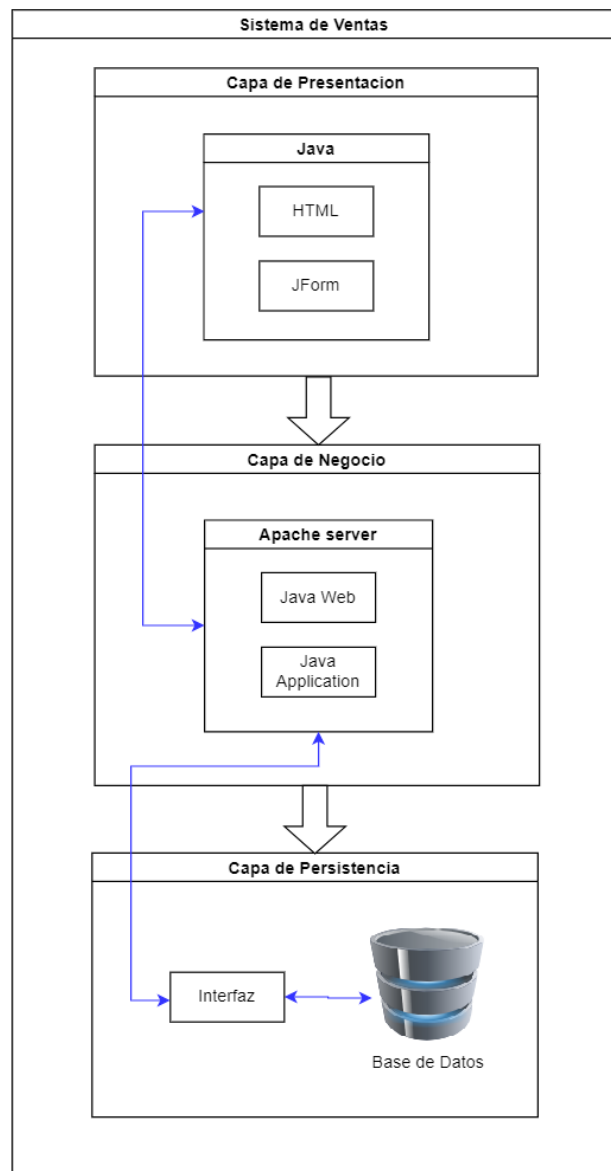 Sistema de Ventas
Capa de Presentacion
Java
HTML
JForm
Capa de Negocio
Apache server
Java Web
Java
Application
Capa de Persistencia
Interfaz
Base de Datos